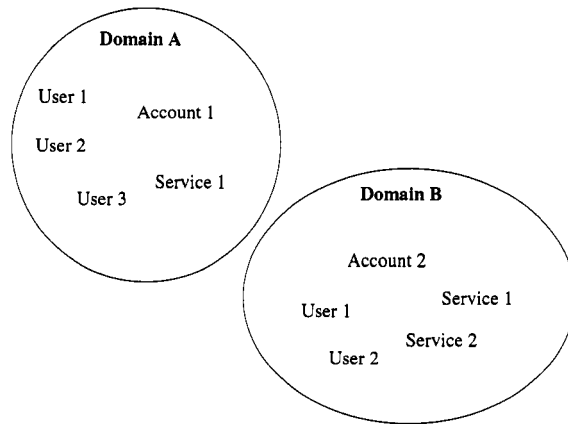 Domain A
User 1
Account 1
User 2
Service 1
User 3
Domain B
Account 2
Service 1
User 1
Service 2
User 2